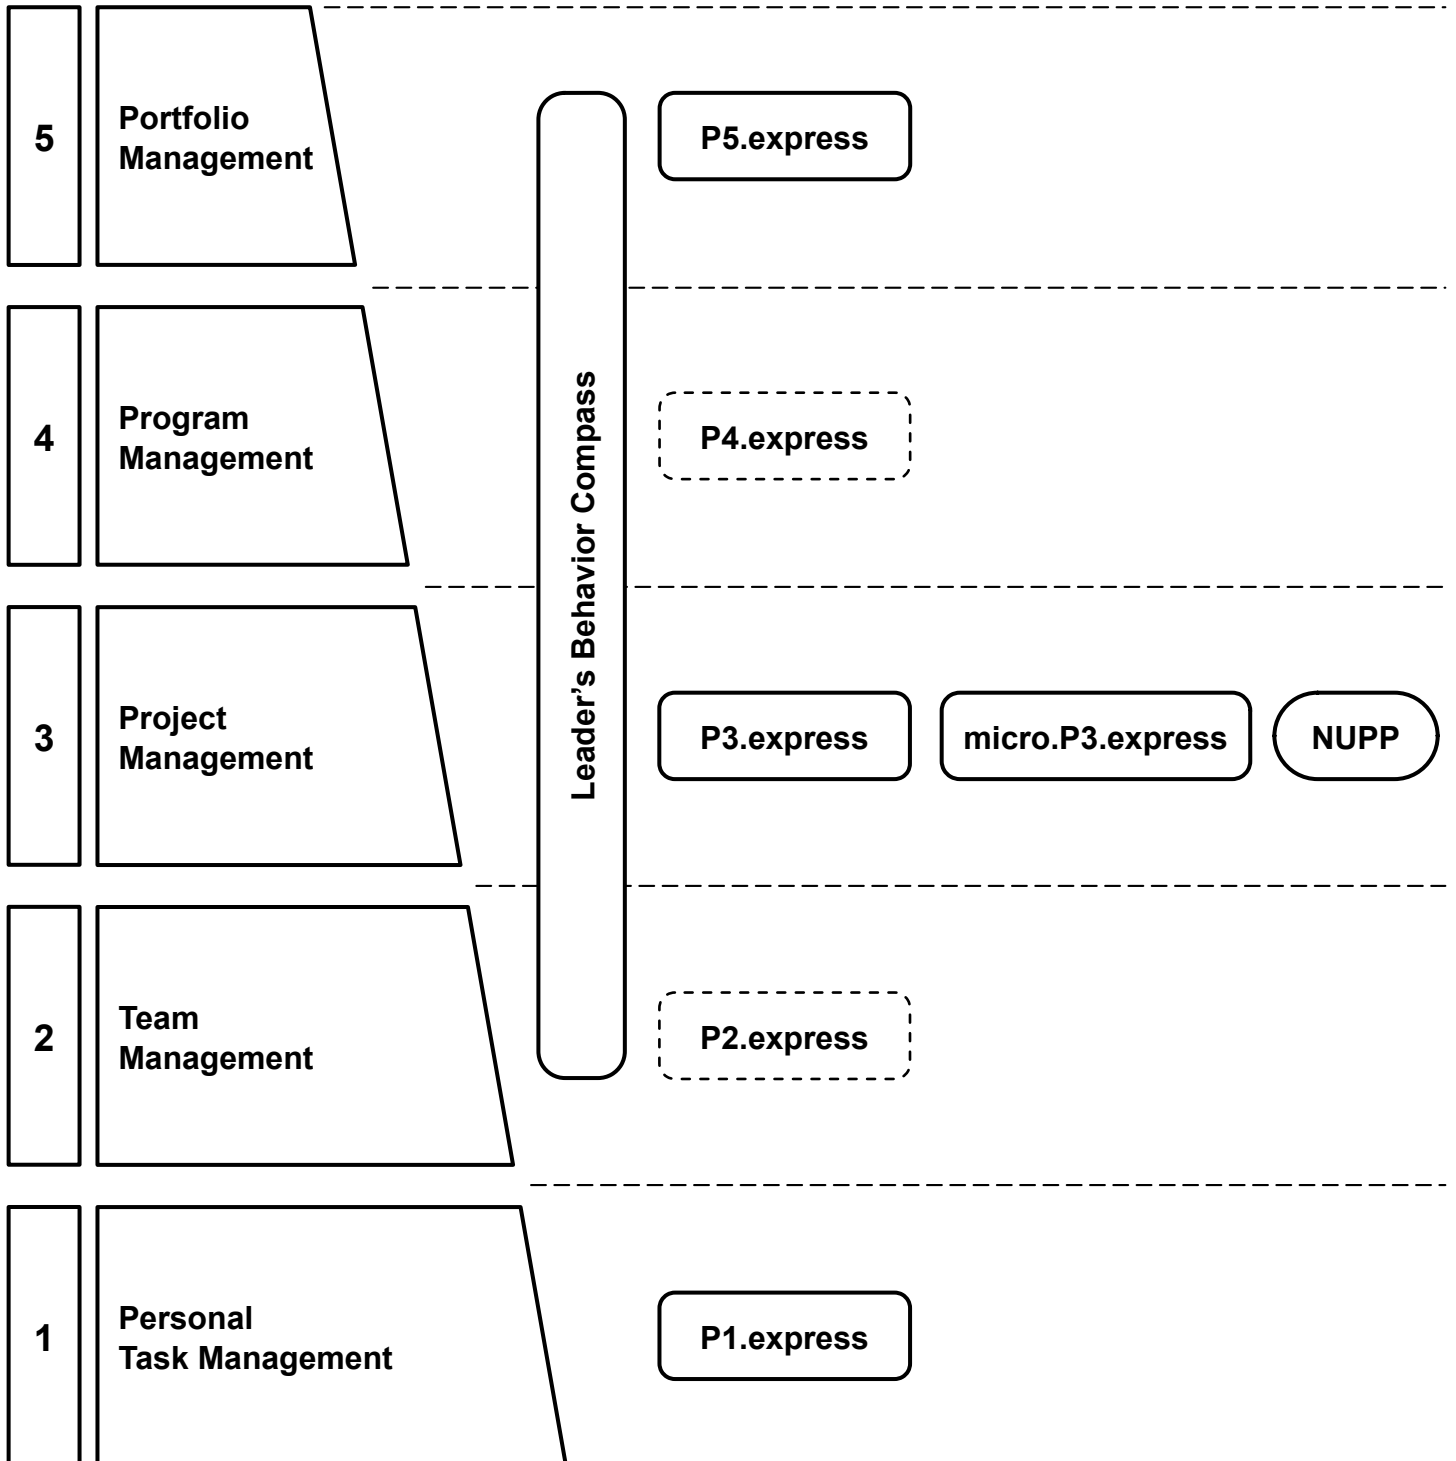 5
Portfolio
Management
P5.express
4
Program
Management
P4.express
Leader’s Behavior Compass
3
Project
Management
P3.express
micro.P3.express
NUPP
2
Team
Management
P2.express
1
Personal
Task Management
P1.express